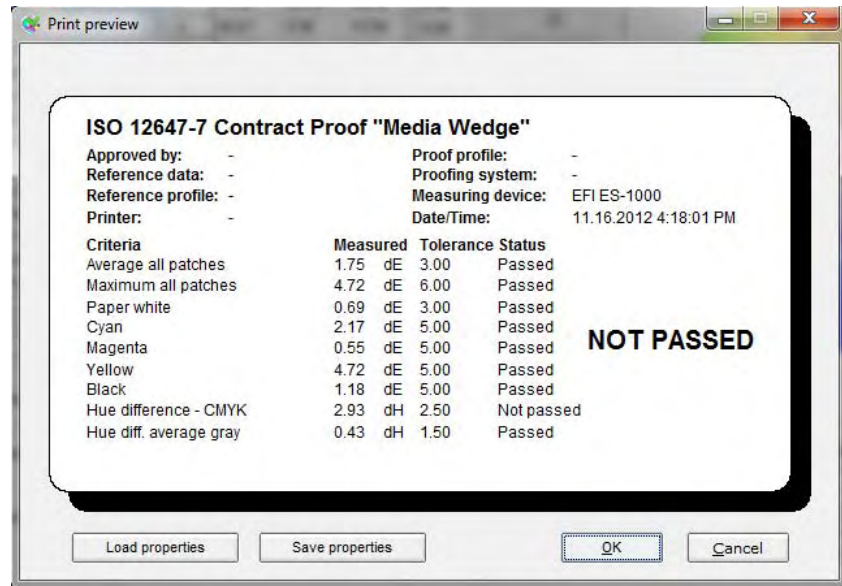 Print preview
ISO 12647-7 Contract Proof "Media Wedge"
Approved by: - Proof profile: -
Reference data: - Proofing system: -
Reference profile: - Measuring device: EFI ES-1000
Printer: - Date/Time: 11.16.2012 4:18:01 PM
Criteria Measured Tolerance Status
Average all patches 1.75 dE 3.00 Passed
Maximum all patches 4.72 dE 6.00 Passed
Paper white 0.69 dE 3.00 Passed
Cyan 2.17 dE 5.00 Passed
Magenta 0.55 dE 5.00 Passed
NOT PASSED
Yellow 4.72 dE 5.00 Passed
Black 1.18 dE 5.00 Passed
Hue difference - CMYK 2.93 dH 2.50 Not passed
Hue diff. average gray 0.43 dH 1.50 Passed
Load properties Save properties OK Cancel